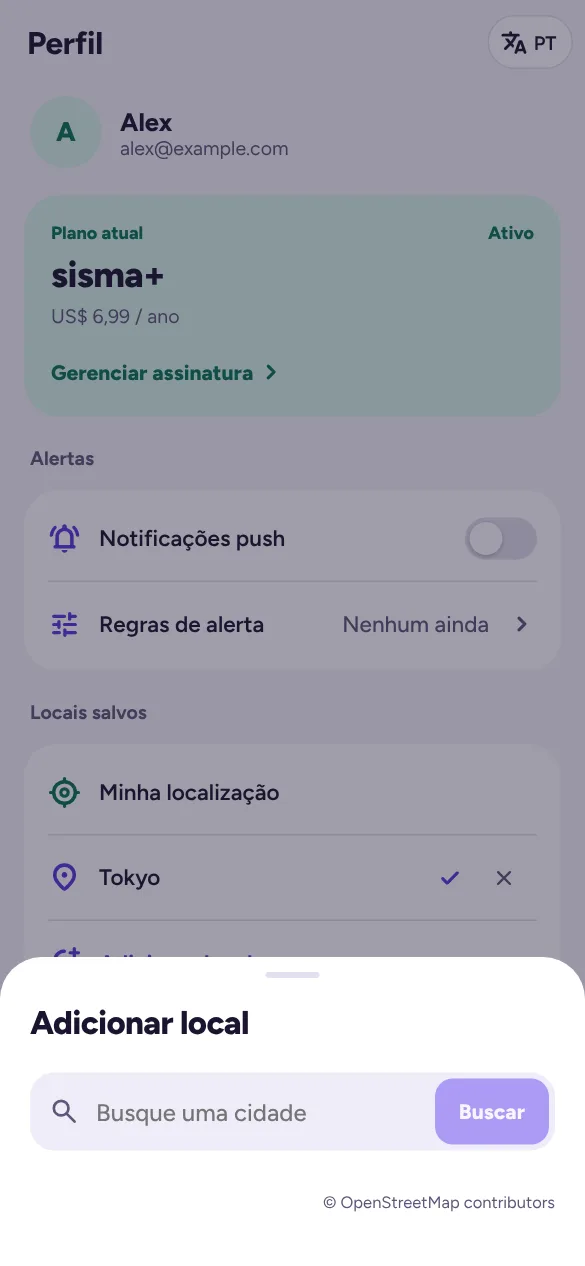 Perfil
PT
A
Alex
alex@example.com
Plano atual
Ativo
sisma+
US$ 6,99 / ano
Gerenciar assinatura
Alertas
Notificações push
Regras de alerta
Nenhum ainda
Locais salvos
Minha localização
Tokyo
Adicionar local
Busque uma cidade
Buscar
© OpenStreetMap contributors